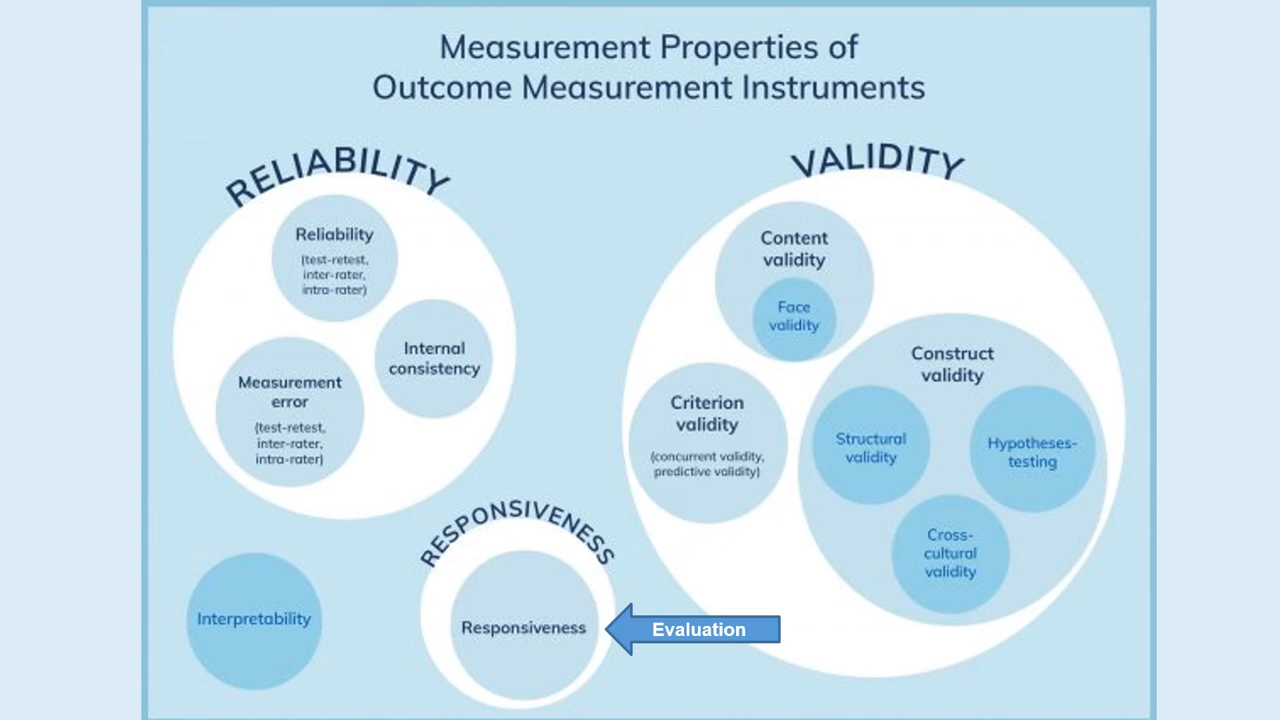 Measurement Properties of
Outcome Measurement Instruments
RELIABILITY
Reliability
(test-retest,
inter-rater,
intra-rater)
Internal
consistency
Measurement
error
(test-retest,
inter-rater,
intra-rater)
VALIDITY
Content
validity
Face
validity
Criterion
validity
(concurrent validity,
predictive validity)
Construct
validity
Structural
validity
Hypotheses-
testing
Cross-
cultural
validity
RESPONSIVENESS
Responsiveness
Evaluation
Interpretability